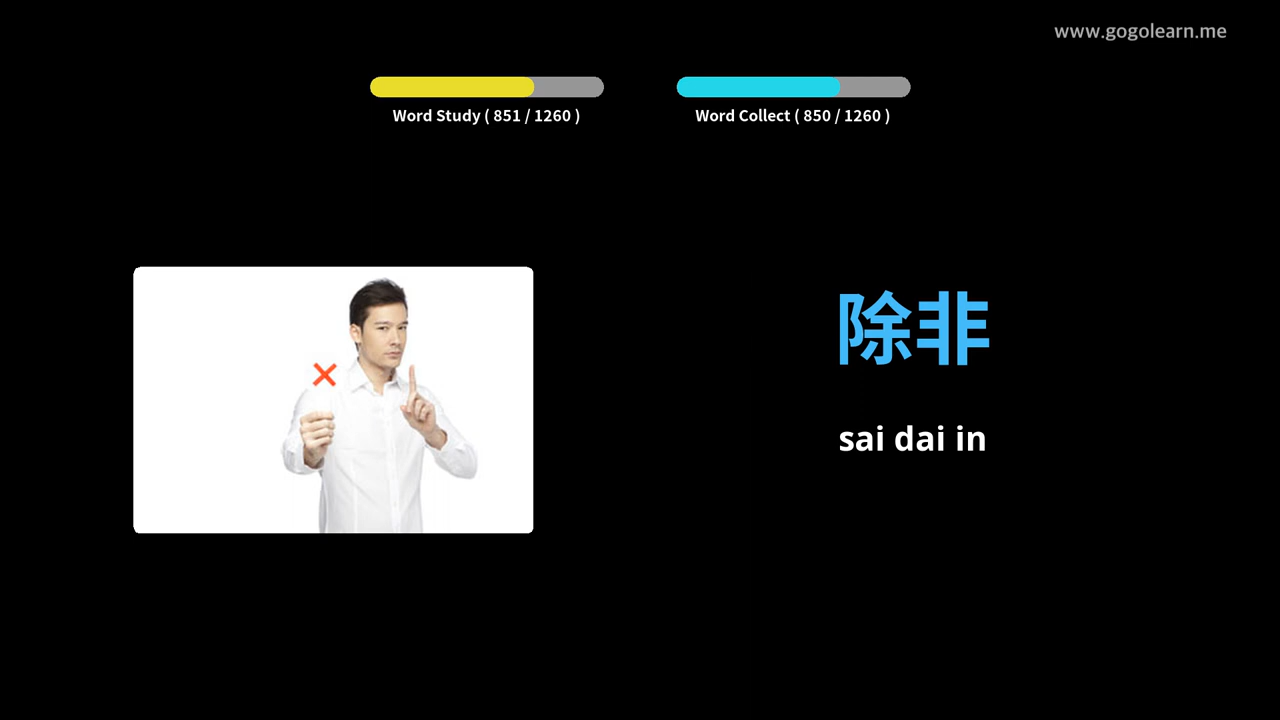 www.gogolearn.me
Word Study ( 851 / 1260 )
Word Collect ( 850 / 1260 )
除非
sai dai in